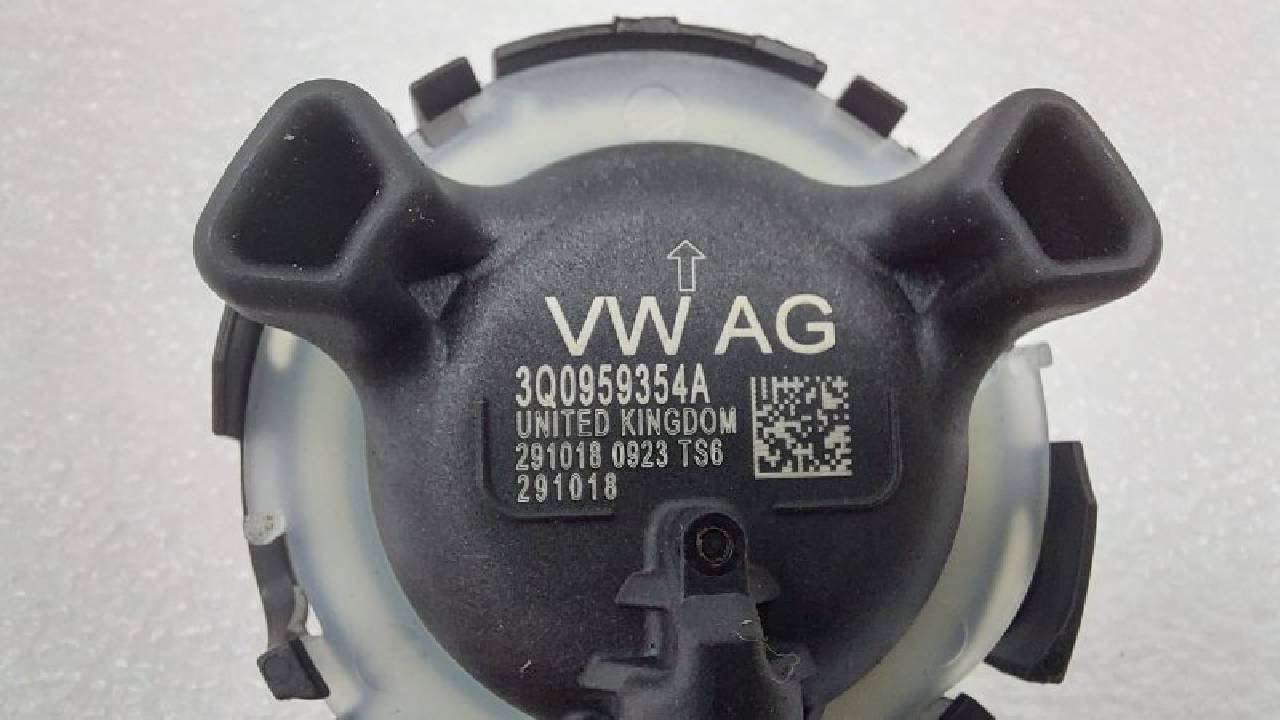 VW AG
3Q0959354A
UNITED KINGDOM
291018 0923 TS6
291018